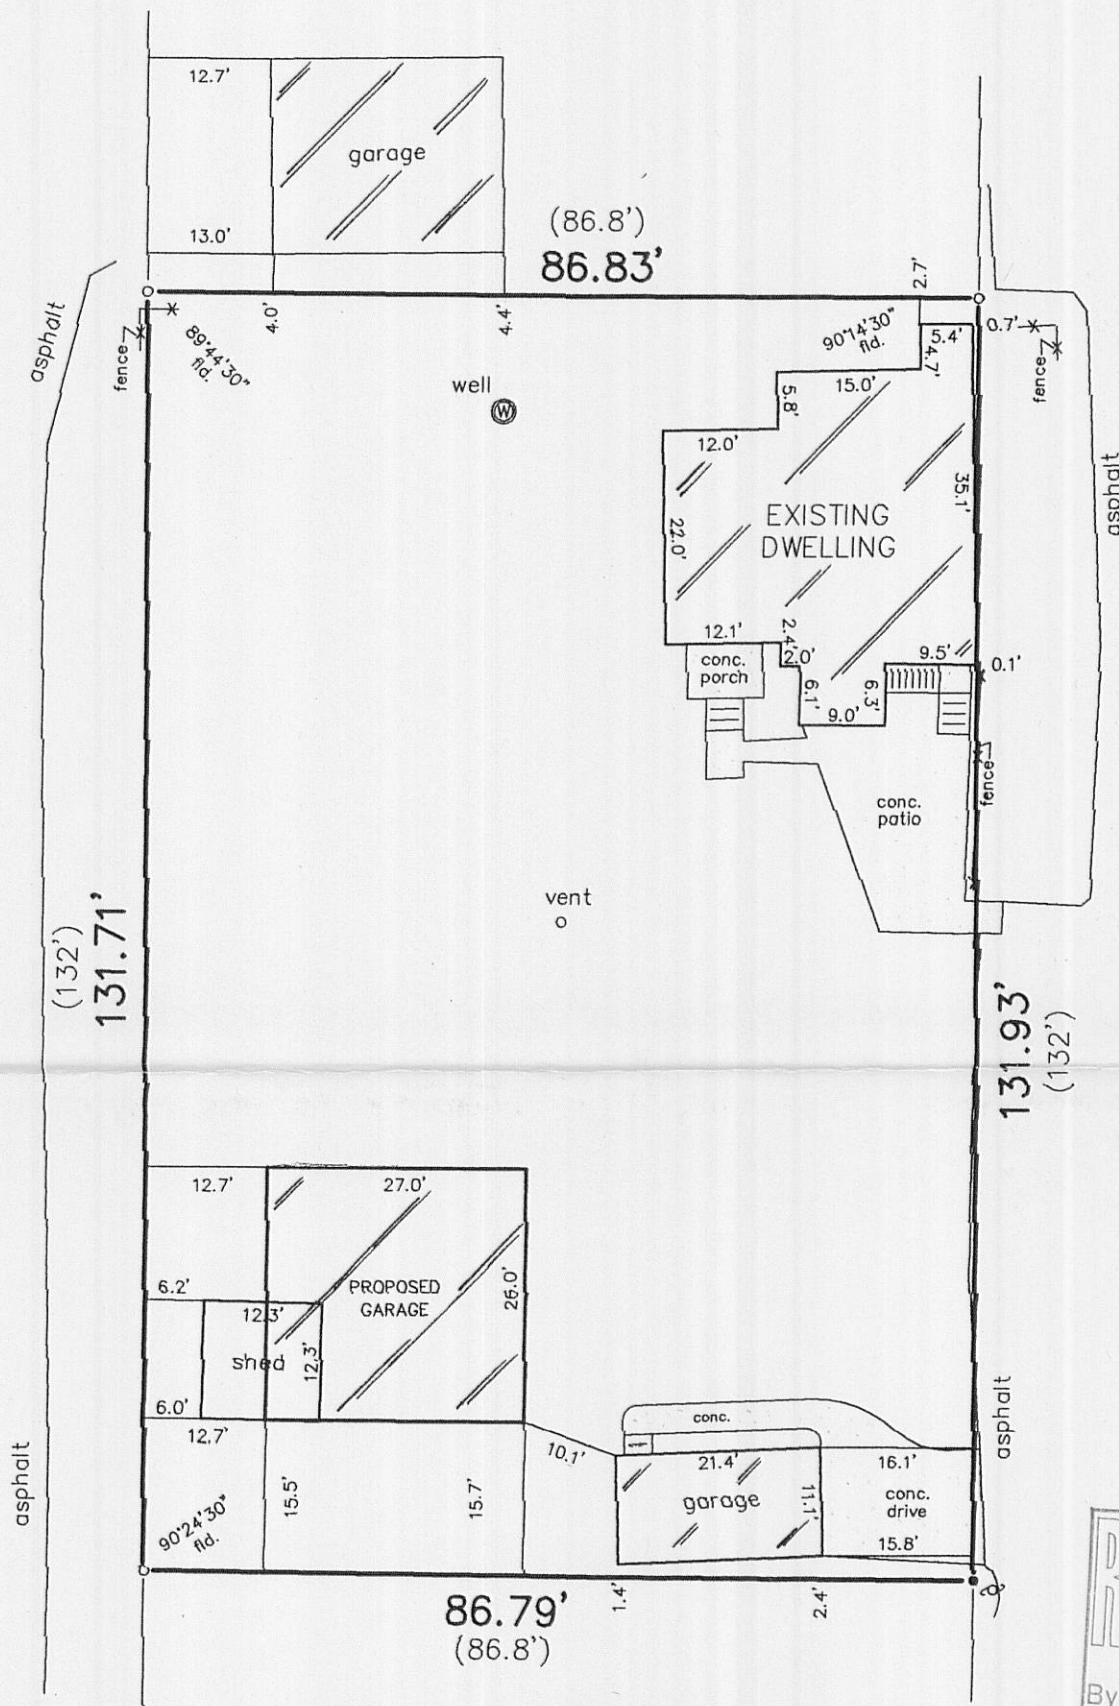 12.7'
garage
13.0'
(86.8')
86.83'
2.7'
asphalt
fence
89°44'30"
fld.
4.0'
4.4'
90°14'30"
fld.
5.4'
0.7'
4.7'
fence
well
W
15.0'
5.8'
12.0'
35.1'
asphalt
EXISTING
DWELLING
22.0'
12.1'
2.4'
2.0'
9.5'
0.1'
conc.
porch
6.1'
6.3'
9.0'
fence
conc.
patio
vent
131.71'
(132')
131.93'
(132')
12.7'
27.0'
6.2'
PROPOSED
GARAGE
26.0'
12.3'
shed
12.3'
6.0'
12.7'
conc.
asphalt
asphalt
10.1'
21.4'
16.1'
15.5'
15.7'
garage
11.1'
conc.
drive
90°24'30"
fld.
15.8'
86.79'
(86.8')
1.4'
2.4'
By